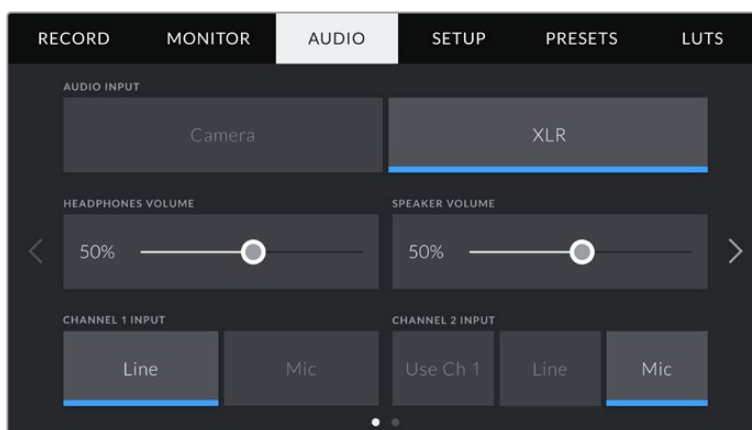 RECORD MONITOR AUDIO SETUP PRESETS LUTS
AUDIO INPUT
Camera XLR
HEADPHONES VOLUME SPEAKER VOLUME
50% 50%
CHANNEL 1 INPUT CHANNEL 2 INPUT
Line Mic Use Ch 1 Line Mic